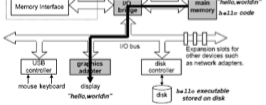 Memory Interface
I/O
bridge
main
memory
"hello, world\n"
hello code
I/O bus
Expansion slots for
other devices such
as network adapters.
USB
controller
graphics
adapter
disk
controller
mouse keyboard
display
"hello, world\n"
disk
hello executable
stored on disk